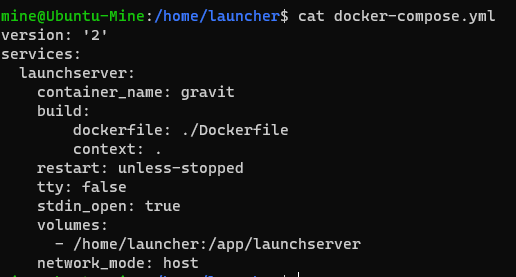 mine@Ubuntu-Mine:/home/launcher$ cat docker-compose.yml
version: '2'
services:
  launchserver:
    container_name: gravit
    build:
        dockerfile: ./Dockerfile
        context: .
    restart: unless-stopped
    tty: false
    stdin_open: true
    volumes:
      - /home/launcher:/app/launchserver
    network_mode: host